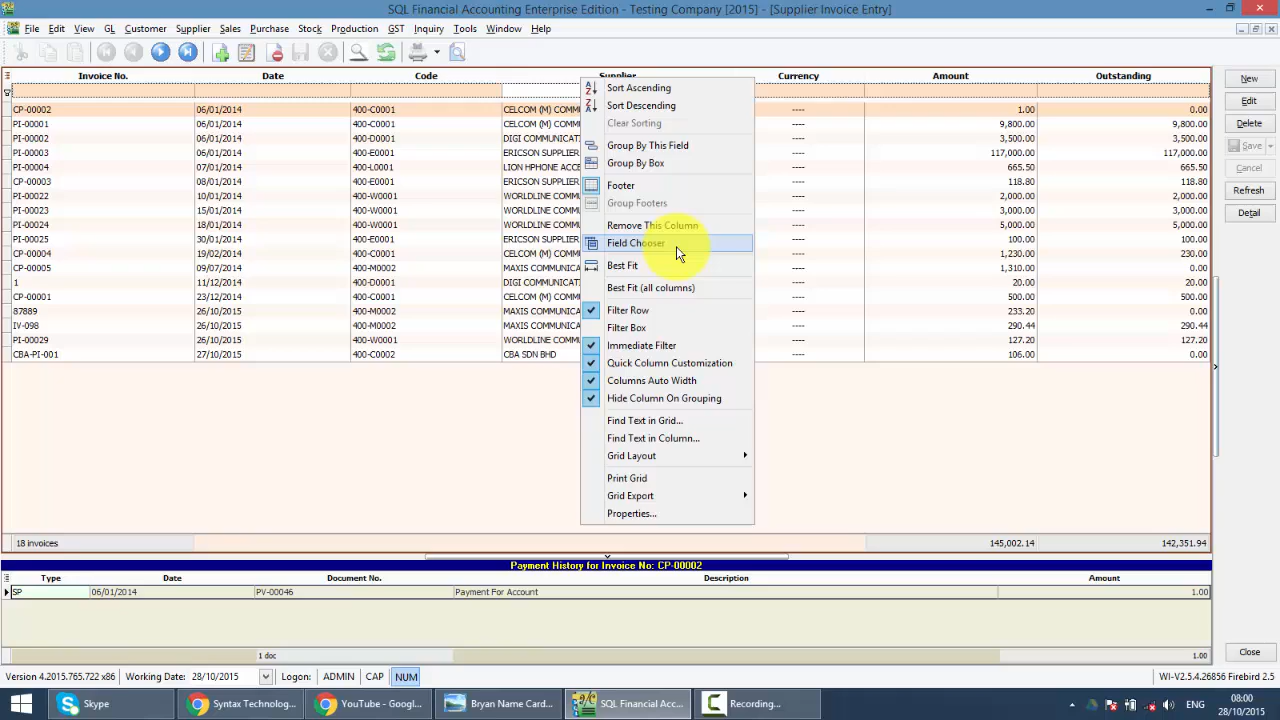 SQL Financial Accounting Enterprise Edition - Testing Company [2015] - [Supplier Invoice Entry]
File Edit View GL Customer Supplier Sales Purchase Stock Production GST Inquiry Tools Window Help
Invoice No. Date Code Supplier Currency Amount Outstanding
CP-00002 06/01/2014 400-C0001 CELCOM (M) COMM ---- 1.00 0.00
PI-00001 06/01/2014 400-C0001 CELCOM (M) COMM ---- 9,800.00 9,800.00
PI-00002 06/01/2014 400-D0001 DIGI COMMUNICAT ---- 3,500.00 3,500.00
PI-00003 06/01/2014 400-E0001 ERICSON SUPPLIER ---- 117,000.00 117,000.00
PI-00004 07/01/2014 400-L0001 LION HPHONE ACCE ---- 665.50 665.50
CP-00003 08/01/2014 400-E0001 ERICSON SUPPLIER ---- 118.80 118.80
PI-00022 10/01/2014 400-W0001 WORLDLINE COMMU ---- 2,000.00 2,000.00
PI-00023 15/01/2014 400-W0001 WORLDLINE COMMU ---- 3,000.00 3,000.00
PI-00024 18/01/2014 400-W0001 WORLDLINE COMMU ---- 5,000.00 5,000.00
PI-00025 30/01/2014 400-E0001 ERICSON SUPPLIER ---- 100.00 100.00
CP-00004 19/02/2014 400-C0001 CELCOM (M) COMM ---- 1,230.00 230.00
CP-00005 09/07/2014 400-M0002 MAXIS COMMUNICA ---- 1,310.00 0.00
1 11/12/2014 400-D0001 DIGI COMMUNICAT ---- 20.00 20.00
CP-00001 23/12/2014 400-C0001 CELCOM (M) COMM ---- 500.00 500.00
87889 26/10/2015 400-M0002 MAXIS COMMUNICA ---- 233.20 0.00
IV-098 26/10/2015 400-M0002 MAXIS COMMUNICA ---- 290.44 290.44
PI-00029 26/10/2015 400-W0001 WORLDLINE COMMU ---- 127.20 127.20
CBA-PI-001 27/10/2015 400-C0002 CBA SDN BHD ---- 106.00 0.00
18 invoices 145,002.14 142,351.94
Sort Ascending
Sort Descending
Clear Sorting
Group By This Field
Group By Box
Footer
Group Footers
Remove This Column
Field Chooser
Best Fit
Best Fit (all columns)
Filter Row
Filter Box
Immediate Filter
Quick Column Customization
Columns Auto Width
Hide Column On Grouping
Find Text in Grid...
Find Text in Column...
Grid Layout
Print Grid
Grid Export
Properties...
New
Edit
Delete
Save
Cancel
Refresh
Detail
Payment History for Invoice No: CP-00002
Type Date Document No. Description Amount
SP 06/01/2014 PV-00046 Payment For Account 1.00
1 doc 1.00
Close
Version 4.2015.765.722 x86 Working Date: 28/10/2015 Logon: ADMIN CAP NUM WI-V2.5.4.26856 Firebird 2.5
Skype Syntax Technolog... YouTube - Googl... Bryan Name Card... SQL Financial Acc... Recording...
08:00
28/10/2015